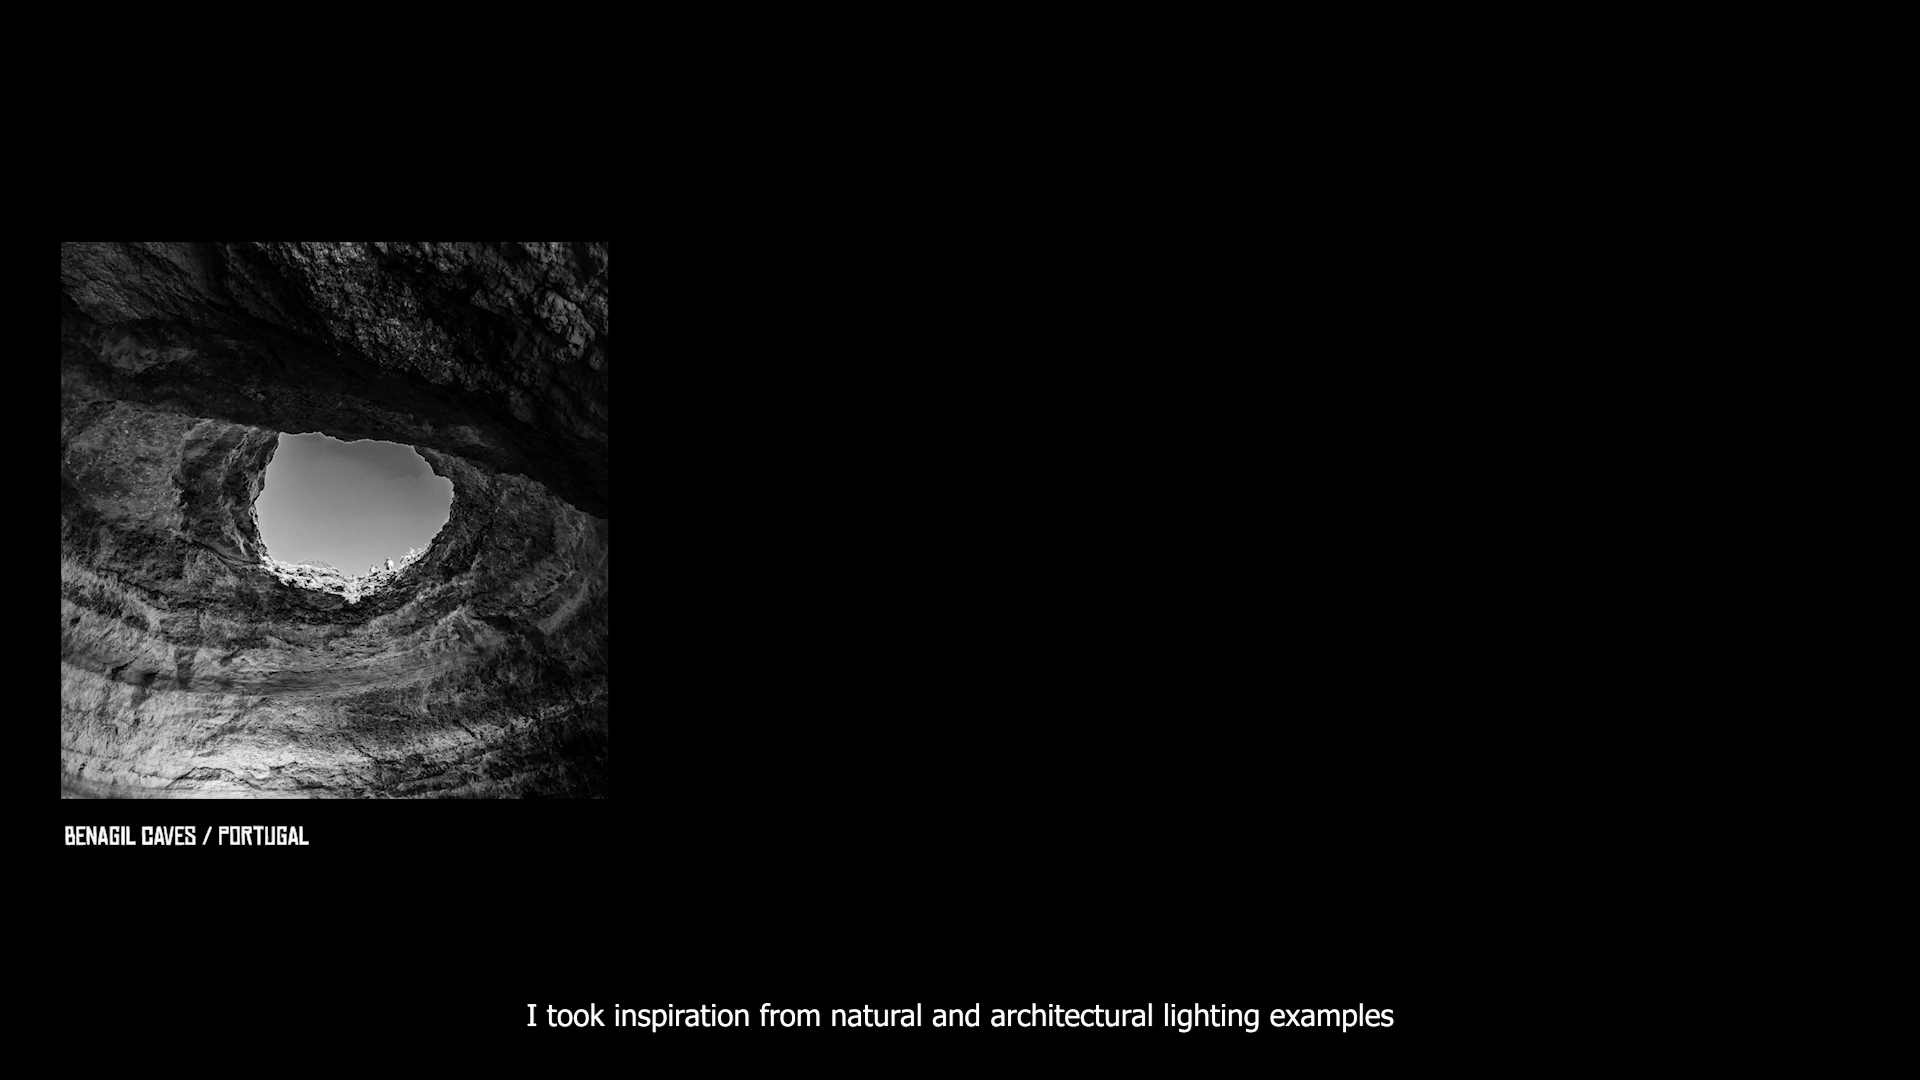 BENAGIL CAVES / PORTUGAL
I took inspiration from natural and architectural lighting examples